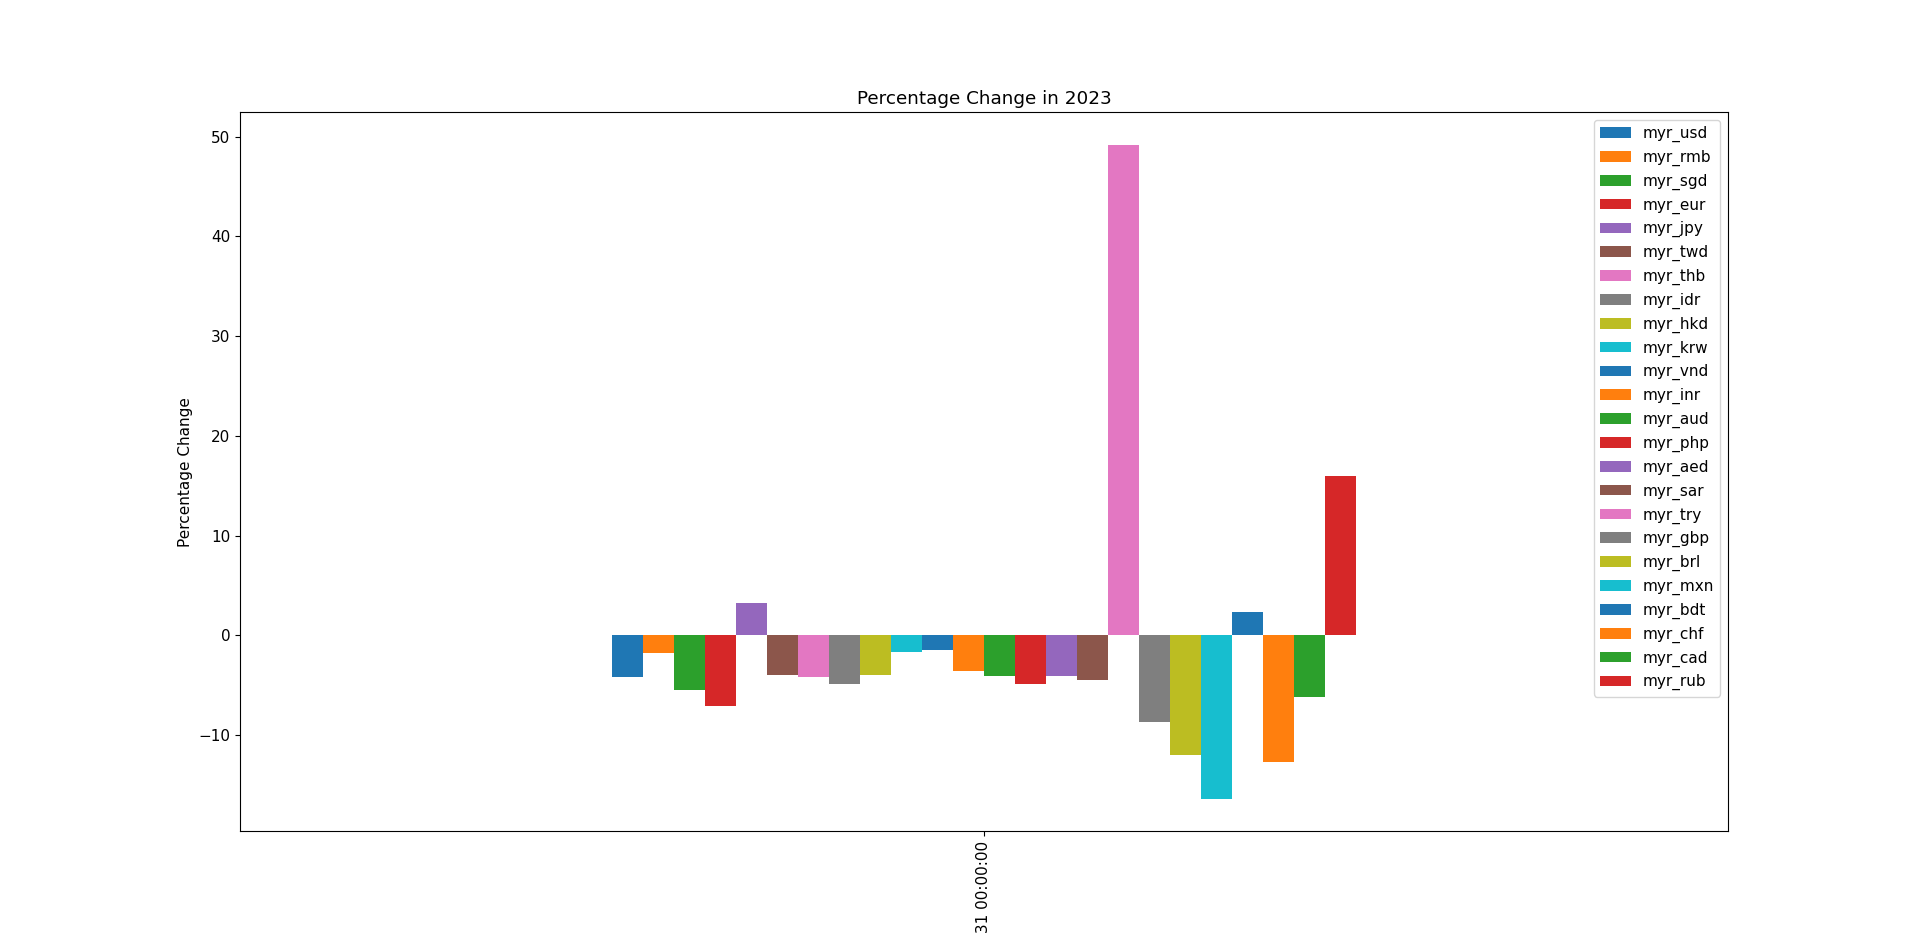 Percentage Change in 2023
Percentage Change
50
40
30
20
10
0
−10
31 00:00:00
myr_usd
myr_rmb
myr_sgd
myr_eur
myr_jpy
myr_twd
myr_thb
myr_idr
myr_hkd
myr_krw
myr_vnd
myr_inr
myr_aud
myr_php
myr_aed
myr_sar
myr_try
myr_gbp
myr_brl
myr_mxn
myr_bdt
myr_chf
myr_cad
myr_rub